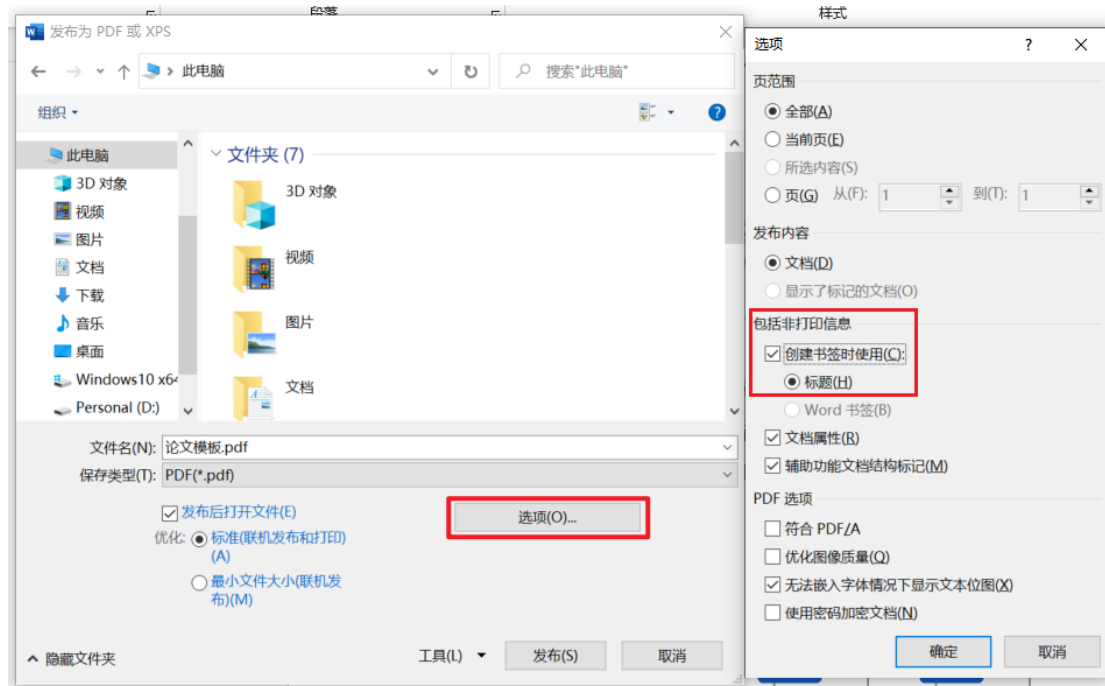 段落
样式
发布为 PDF 或 XPS
此电脑
搜索"此电脑"
组织
此电脑
3D 对象
视频
图片
文档
下载
音乐
桌面
Windows10 x64
Personal (D:)
文件夹 (7)
3D 对象
视频
图片
文档
文件名(N): 论文模板.pdf
保存类型(T): PDF(*.pdf)
发布后打开文件(E)
优化: 标准(联机发布和打印)
(A)
最小文件大小(联机发
布)(M)
选项(O)...
隐藏文件夹
工具(L)
发布(S)
取消
选项
?
页范围
全部(A)
当前页(E)
所选内容(S)
页(G) 从(F): 1 到(T): 1
发布内容
文档(D)
显示了标记的文档(O)
包括非打印信息
创建书签时使用(C):
标题(H)
Word 书签(B)
文档属性(R)
辅助功能文档结构标记(M)
PDF 选项
符合 PDF/A
优化图像质量(Q)
无法嵌入字体情况下显示文本位图(X)
使用密码加密文档(N)
确定
取消